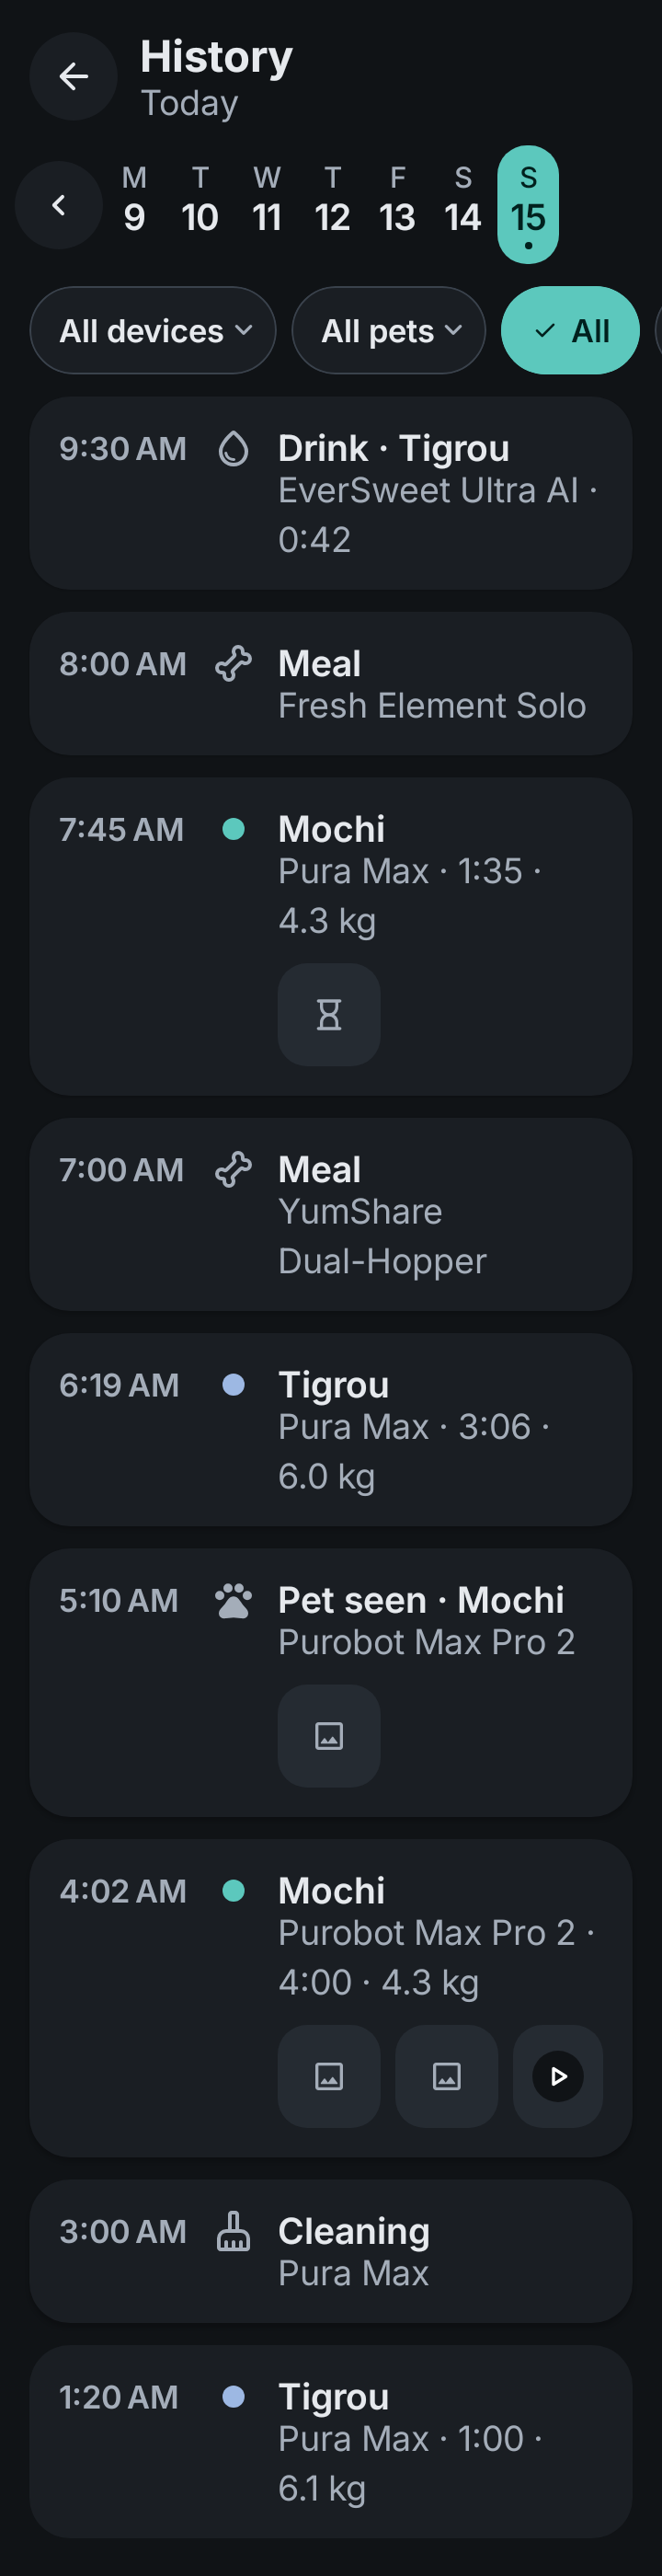 History
Today
M T W T F S S
9 10 11 12 13 14 15
All devices All pets All
9:30 AM Drink · Tigrou
EverSweet Ultra AI ·
0:42
8:00 AM Meal
Fresh Element Solo
7:45 AM Mochi
Pura Max · 1:35 ·
4.3 kg
7:00 AM Meal
YumShare
Dual-Hopper
6:19 AM Tigrou
Pura Max · 3:06 ·
6.0 kg
5:10 AM Pet seen · Mochi
Purobot Max Pro 2
4:02 AM Mochi
Purobot Max Pro 2 ·
4:00 · 4.3 kg
3:00 AM Cleaning
Pura Max
1:20 AM Tigrou
Pura Max · 1:00 ·
6.1 kg